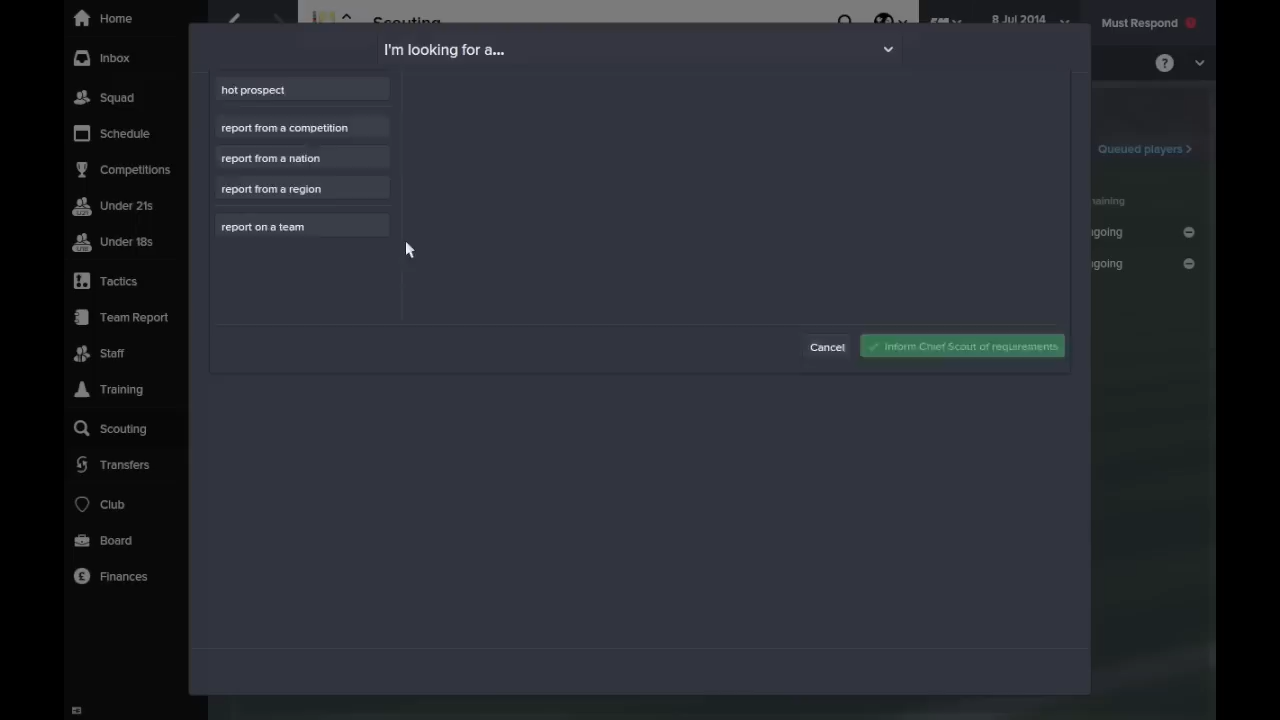 Home
Inbox
Squad
Schedule
Competitions
Under 21s
Under 18s
Tactics
Team Report
Staff
Training
Scouting
Transfers
Club
Board
Finances
Scouting
8 Jul 2014
Must Respond
I'm looking for a...
hot prospect
report from a competition
report from a nation
report from a region
report on a team
Cancel
Inform Chief Scout of requirements
Queued players